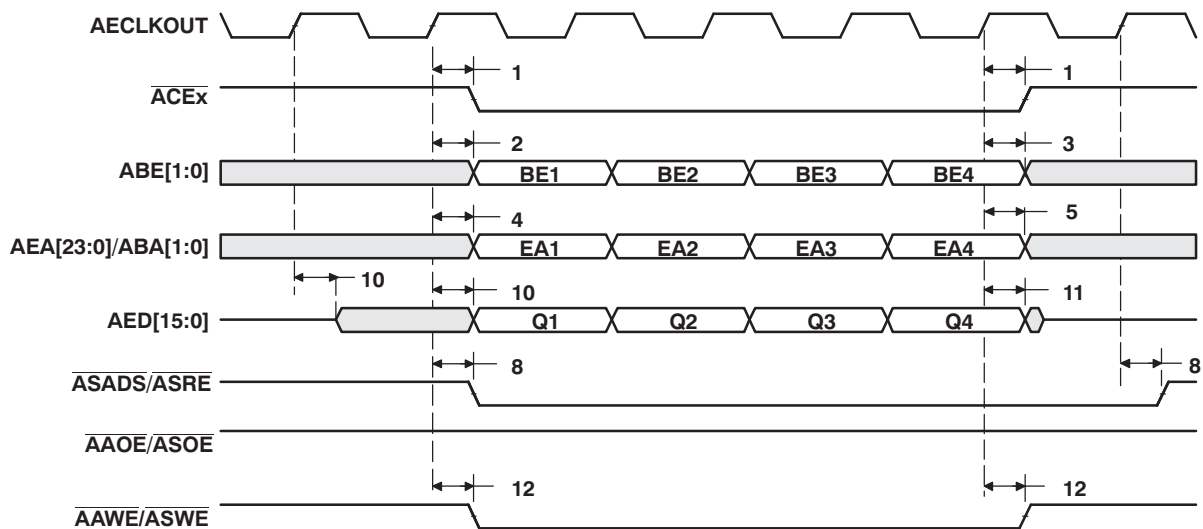 AECLKOUT
1 1
ACEx
2 3
ABE[1:0] BE1 BE2 BE3 BE4
4 5
AEA[23:0]/ABA[1:0] EA1 EA2 EA3 EA4
10 10 11
AED[15:0] Q1 Q2 Q3 Q4
8 8
ASADS/ASRE
AAOE/ASOE
12 12
AAWE/ASWE